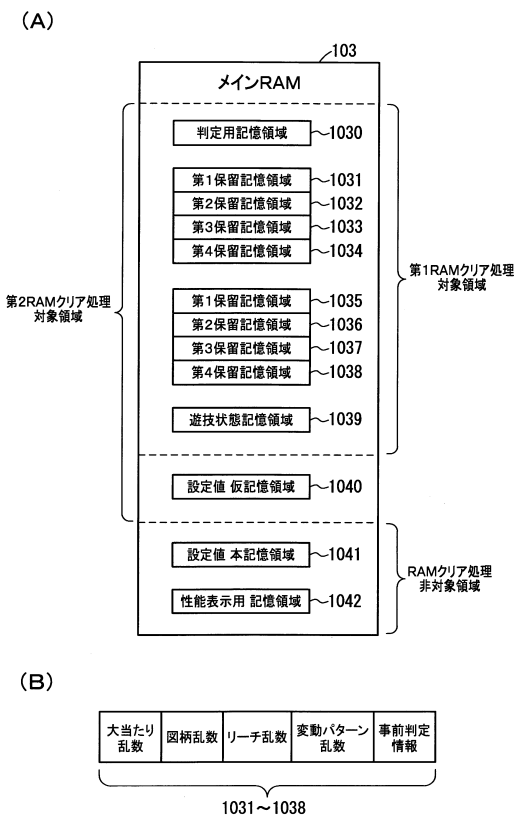 (A)
103
メインRAM
判定用記憶領域 1030
第1保留記憶領域 1031
第2保留記憶領域 1032
第3保留記憶領域 1033
第4保留記憶領域 1034
第1RAMクリア処理
対象領域
第2RAMクリア処理
対象領域
第1保留記憶領域 1035
第2保留記憶領域 1036
第3保留記憶領域 1037
第4保留記憶領域 1038
遊技状態記憶領域 1039
設定値 仮記憶領域 1040
設定値 本記憶領域 1041
性能表示用 記憶領域 1042
RAMクリア処理
非対象領域
(B)
大当たり
乱数
図柄乱数
リーチ乱数
変動パターン
乱数
事前判定
情報
1031～1038